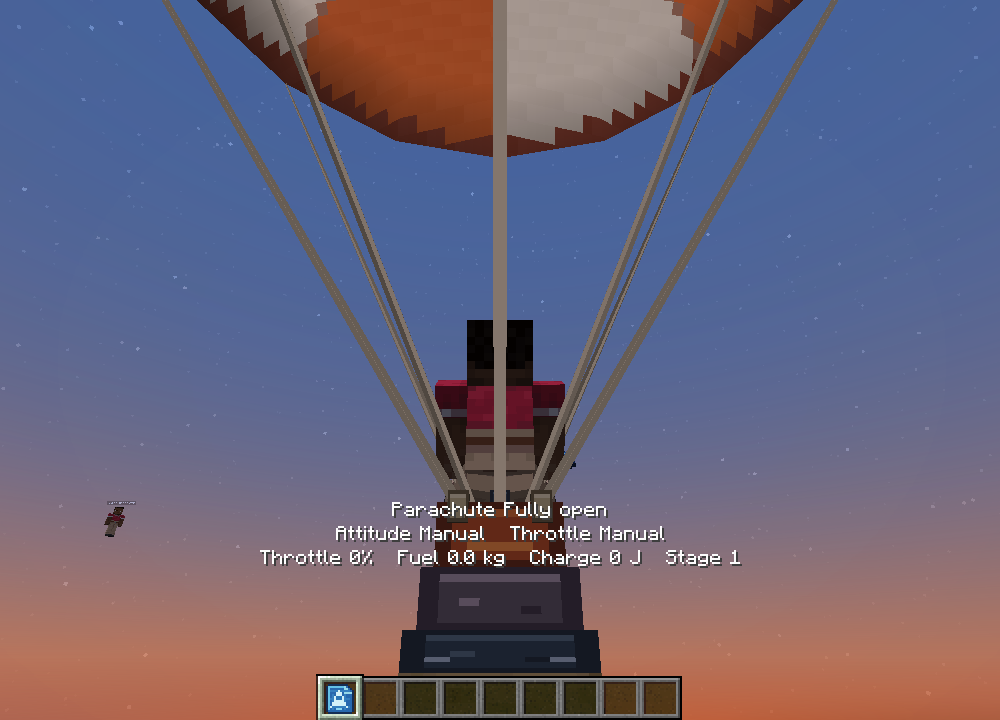 Parachute Fully open
Attitude Manual Throttle Manual
Throttle 0% Fuel 0.0 kg Charge 0 J Stage 1